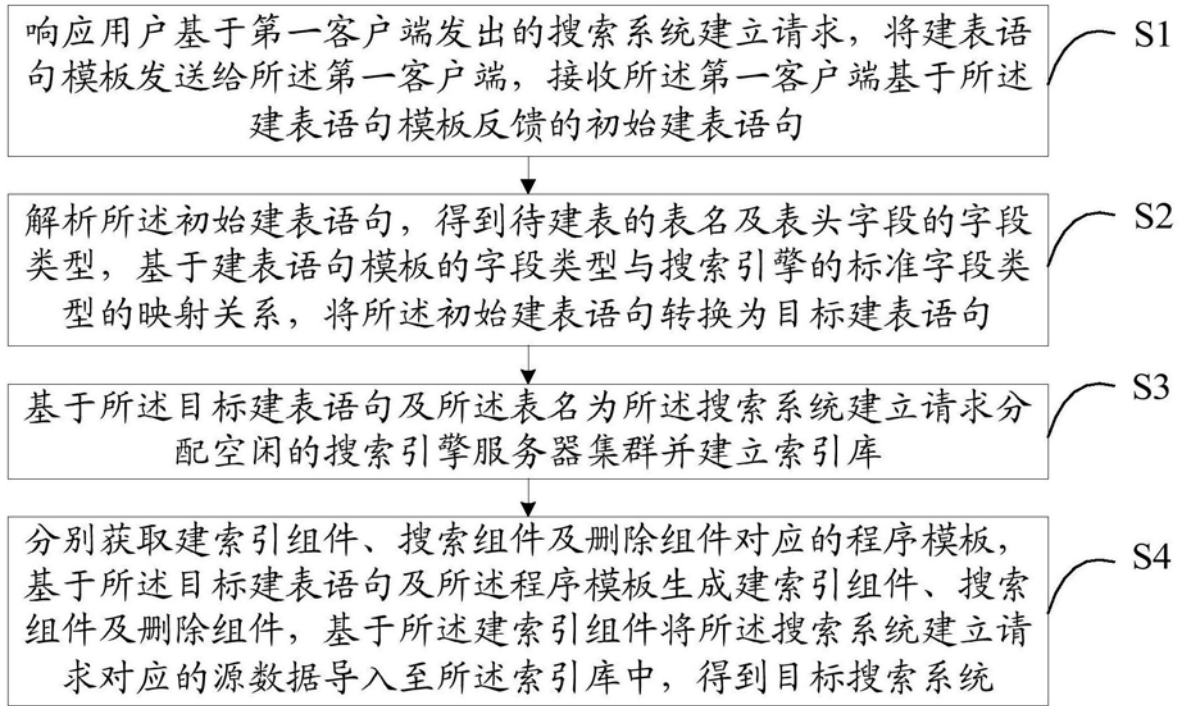 响应用户基于第一客户端发出的搜索系统建立请求，将建表语
句模板发送给所述第一客户端，接收所述第一客户端基于所述
建表语句模板反馈的初始建表语句
S1
解析所述初始建表语句，得到待建表的表名及表头字段的字段
类型，基于建表语句模板的字段类型与搜索引擎的标准字段类
型的映射关系，将所述初始建表语句转换为目标建表语句
S2
基于所述目标建表语句及所述表名为所述搜索系统建立请求分
配空闲的搜索引擎服务器集群并建立索引库
S3
分别获取建索引组件、搜索组件及删除组件对应的程序模板，
基于所述目标建表语句及所述程序模板生成建索引组件、搜索
组件及删除组件，基于所述建索引组件将所述搜索系统建立请
求对应的源数据导入至所述索引库中，得到目标搜索系统
S4